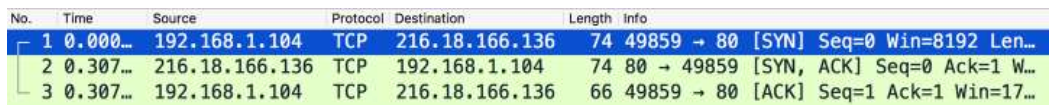 No. Time Source Protocol Destination Length Info
1 0.000… 192.168.1.104 TCP 216.18.166.136 74 49859 → 80 [SYN] Seq=0 Win=8192 Len…
2 0.307… 216.18.166.136 TCP 192.168.1.104 74 80 → 49859 [SYN, ACK] Seq=0 Ack=1 W…
3 0.307… 192.168.1.104 TCP 216.18.166.136 66 49859 → 80 [ACK] Seq=1 Ack=1 Win=17…